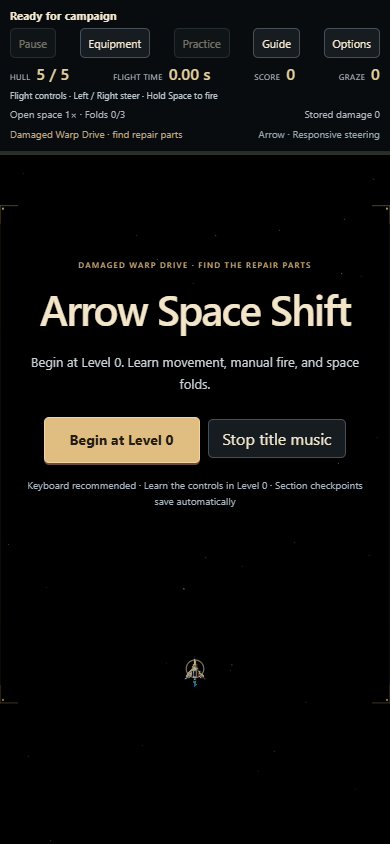 Ready for campaign
Pause Equipment Practice Guide Options
HULL 5 / 5 FLIGHT TIME 0.00 s SCORE 0 GRAZE 0
Flight controls · Left / Right steer · Hold Space to fire
Open space 1× · Folds 0/3 Stored damage 0
Damaged Warp Drive · find repair parts Arrow · Responsive steering
DAMAGED WARP DRIVE · FIND THE REPAIR PARTS
Arrow Space Shift
Begin at Level 0. Learn movement, manual fire, and space
folds.
Begin at Level 0 Stop title music
Keyboard recommended · Learn the controls in Level 0 · Section checkpoints
save automatically